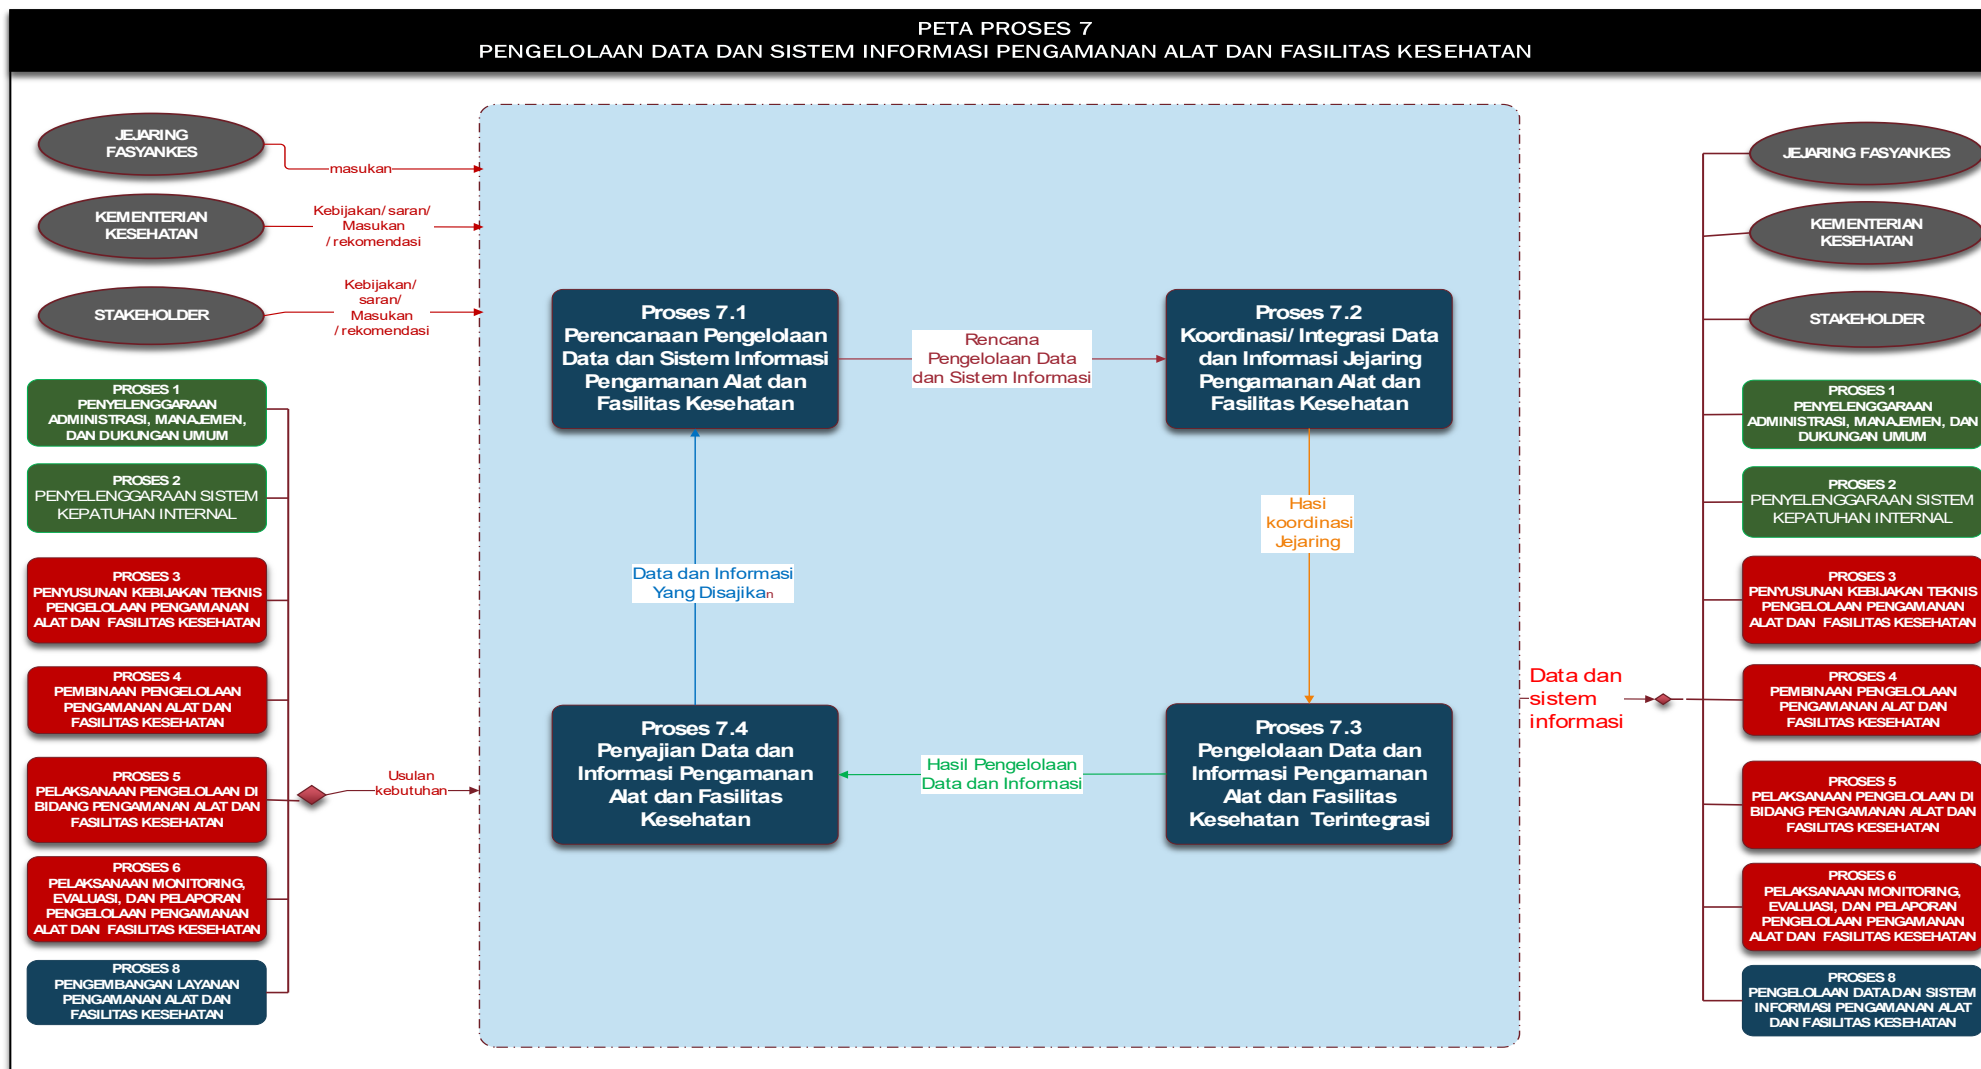 PETA PROSES 7
PENGELOLAAN DATA DAN SISTEM INFORMASI PENGAMANAN ALAT DAN FASILITAS KESEHATAN
JEJARING
FASYANKES
masukan
KEMENTERIAN
KESEHATAN
Kebijakan/ saran/
Masukan
/ rekomendasi
STAKEHOLDER
Kebijakan/
saran/
Masukan
/ rekomendasi
PROSES 1
PENYELENGGARAAN
ADMINISTRASI, MANAJEMEN,
DAN DUKUNGAN UMUM
PROSES 2
PENYELENGGARAAN SISTEM
KEPATUHAN INTERNAL
PROSES 3
PENYUSUNAN KEBIJAKAN TEKNIS
PENGELOLAAN PENGAMANAN
ALAT DAN FASILITAS KESEHATAN
PROSES 4
PEMBINAAN PENGELOLAAN
PENGAMANAN ALAT DAN
FASILITAS KESEHATAN
PROSES 5
PELAKSANAAN PENGELOLAAN DI
BIDANG PENGAMANAN ALAT DAN
FASILITAS KESEHATAN
PROSES 6
PELAKSANAAN MONITORING,
EVALUASI, DAN PELAPORAN
PENGELOLAAN PENGAMANAN
ALAT DAN FASILITAS KESEHATAN
PROSES 8
PENGEMBANGAN LAYANAN
PENGAMANAN ALAT DAN
FASILITAS KESEHATAN
Usulan
kebutuhan
Proses 7.1
Perencanaan Pengelolaan
Data dan Sistem Informasi
Pengamanan Alat dan
Fasilitas Kesehatan
Rencana
Pengelolaan Data
dan Sistem Informasi
Proses 7.2
Koordinasi/ Integrasi Data
dan Informasi Jejaring
Pengamanan Alat dan
Fasilitas Kesehatan
Hasi
koordinasi
Jejaring
Proses 7.3
Pengelolaan Data dan
Informasi Pengamanan
Alat dan Fasilitas
Kesehatan Terintegrasi
Hasil Pengelolaan
Data dan Informasi
Proses 7.4
Penyajian Data dan
Informasi Pengamanan
Alat dan Fasilitas
Kesehatan
Data dan Informasi
Yang Disajikan
Data dan
sistem
informasi
JEJARING FASYANKES
KEMENTERIAN
KESEHATAN
STAKEHOLDER
PROSES 1
PENYELENGGARAAN
ADMINISTRASI, MANAJEMEN, DAN
DUKUNGAN UMUM
PROSES 2
PENYELENGGARAAN SISTEM
KEPATUHAN INTERNAL
PROSES 3
PENYUSUNAN KEBIJAKAN TEKNIS
PENGELOLAAN PENGAMANAN
ALAT DAN FASILITAS KESEHATAN
PROSES 4
PEMBINAAN PENGELOLAAN
PENGAMANAN ALAT DAN
FASILITAS KESEHATAN
PROSES 5
PELAKSANAAN PENGELOLAAN DI
BIDANG PENGAMANAN ALAT DAN
FASILITAS KESEHATAN
PROSES 6
PELAKSANAAN MONITORING,
EVALUASI, DAN PELAPORAN
PENGELOLAAN PENGAMANAN
ALAT DAN FASILITAS KESEHATAN
PROSES 8
PENGELOLAAN DATA DAN SISTEM
INFORMASI PENGAMANAN ALAT
DAN FASILITAS KESEHATAN